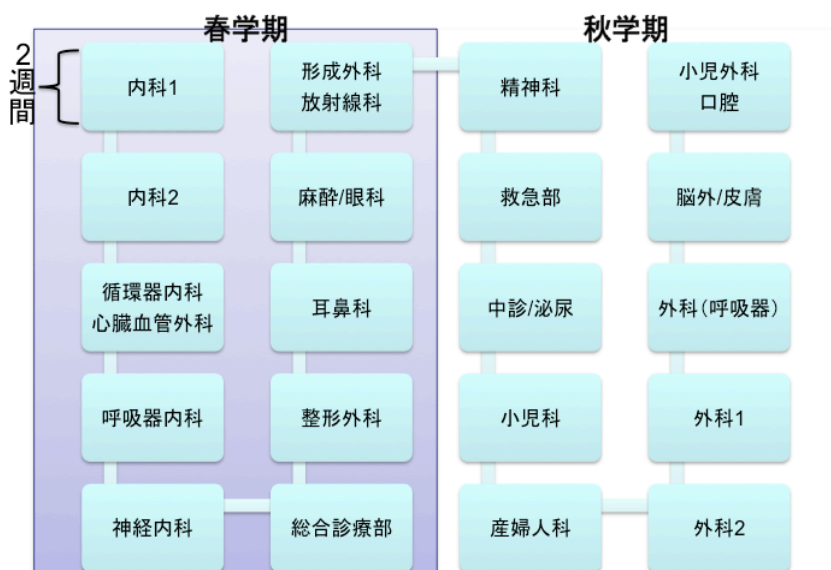 春学期
秋学期
2週間
内科1
内科2
循環器内科
心臓血管外科
呼吸器内科
神経内科
総合診療部
整形外科
耳鼻科
麻酔/眼科
形成外科
放射線科
精神科
救急部
中診/泌尿
小児科
産婦人科
外科2
外科1
外科(呼吸器)
脳外/皮膚
小児外科
口腔